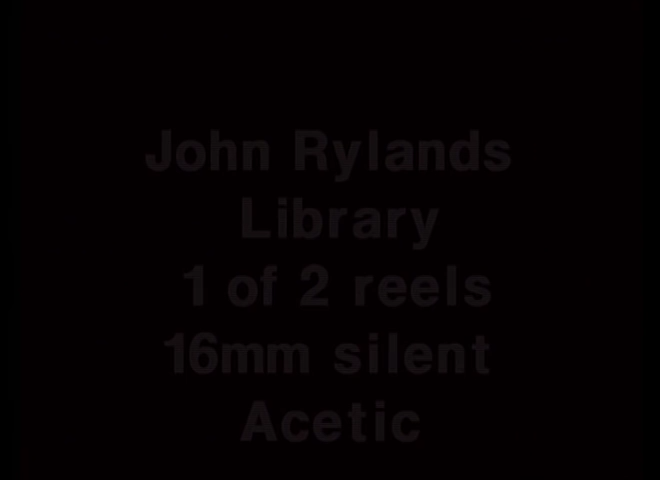 John Rylands
Library
1 of 2 reels
16mm silent
Acetic